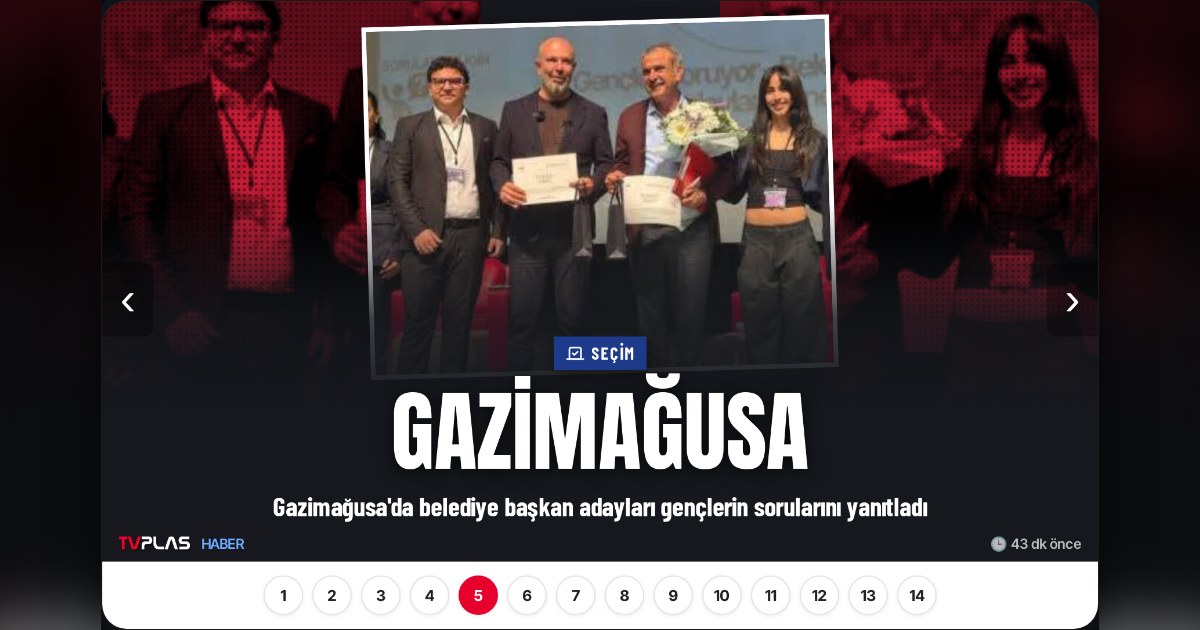 SEÇİM
GAZİMAĞUSA
Gazimağusa'da belediye başkan adayları gençlerin sorularını yanıtladı
TVPLAS HABER
43 dk önce
1 2 3 4 5 6 7 8 9 10 11 12 13 14